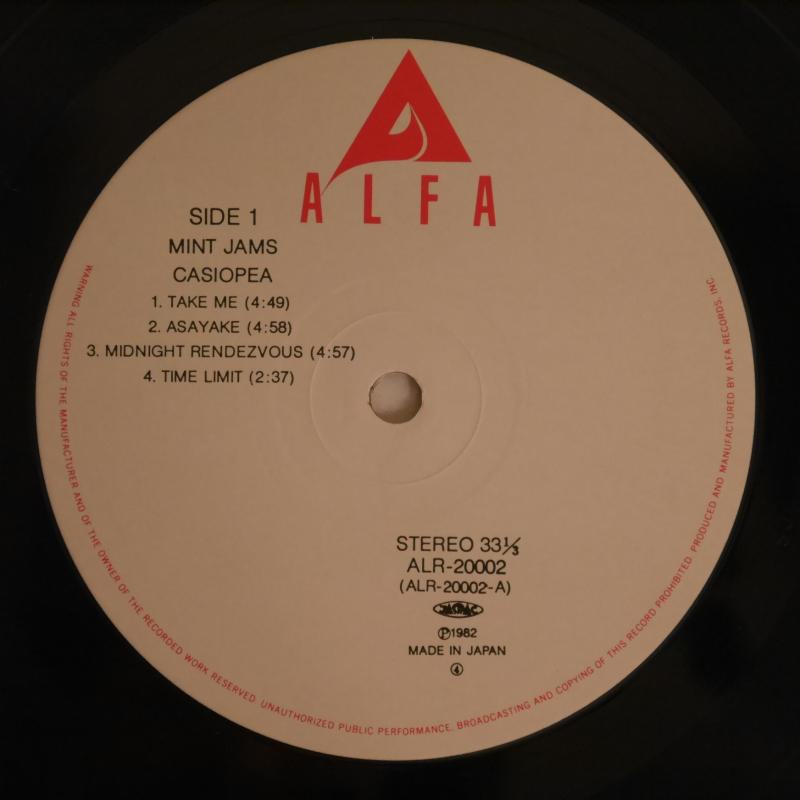 ALFA
SIDE 1
MINT JAMS
CASIOPEA
1. TAKE ME (4:49)
2. ASAYAKE (4:58)
3. MIDNIGHT RENDEZVOUS (4:57)
4. TIME LIMIT (2:37)
STEREO 33⅓
ALR-20002
(ALR-20002-A)
JASRAC
Ⓟ1982
MADE IN JAPAN
④
WARNING ALL RIGHTS OF THE MANUFACTURER AND OF THE OWNER OF THE RECORDED WORK RESERVED. UNAUTHORIZED PUBLIC PERFORMANCE, BROADCASTING AND COPYING OF THIS RECORD PROHIBITED. PRODUCED AND MANUFACTURED BY ALFA RECORDS, INC.